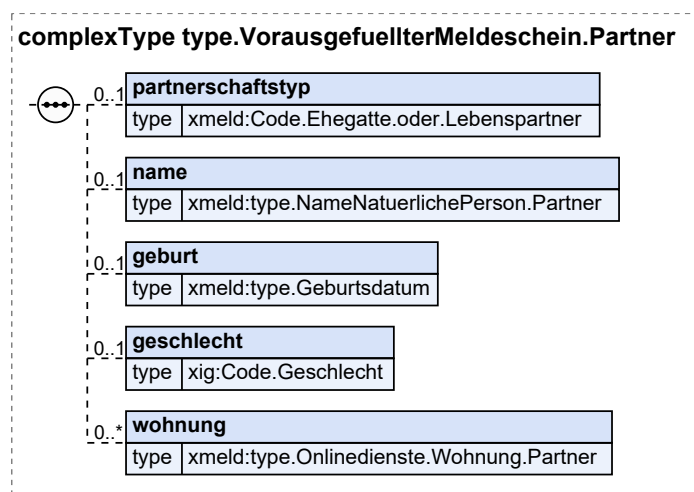 complexType type.VorausgefuellterMeldeschein.Partner
0..1 partnerschaftstyp
type xmeld:Code.Ehegatte.oder.Lebenspartner
0..1 name
type xmeld:type.NameNatuerlichePerson.Partner
0..1 geburt
type xmeld:type.Geburtsdatum
0..1 geschlecht
type xig:Code.Geschlecht
0..* wohnung
type xmeld:type.Onlinedienste.Wohnung.Partner